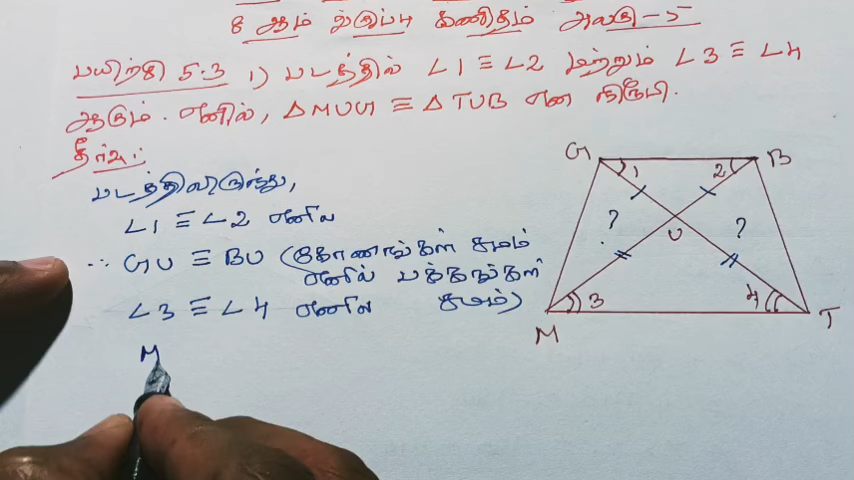 8 ஆம் வகுப்பு கணிதம் அலகு - 5
பயிற்சி 5.3 1) படத்தில் ∠1 ≡ ∠2 மற்றும் ∠3 ≡ ∠4
ஆகும். எனில், ΔMUG ≡ ΔTUB என நிரூபி.
தீர்வு:
படத்திலிருந்து,
∠1 ≡ ∠2 எனில்
∴ GU ≡ BU (கோணங்கள் சமம்
எனில் பக்கங்கள்
∠3 ≡ ∠4 எனில் சமம்)
M
G 1 2 B
? U ?
3 4
M T